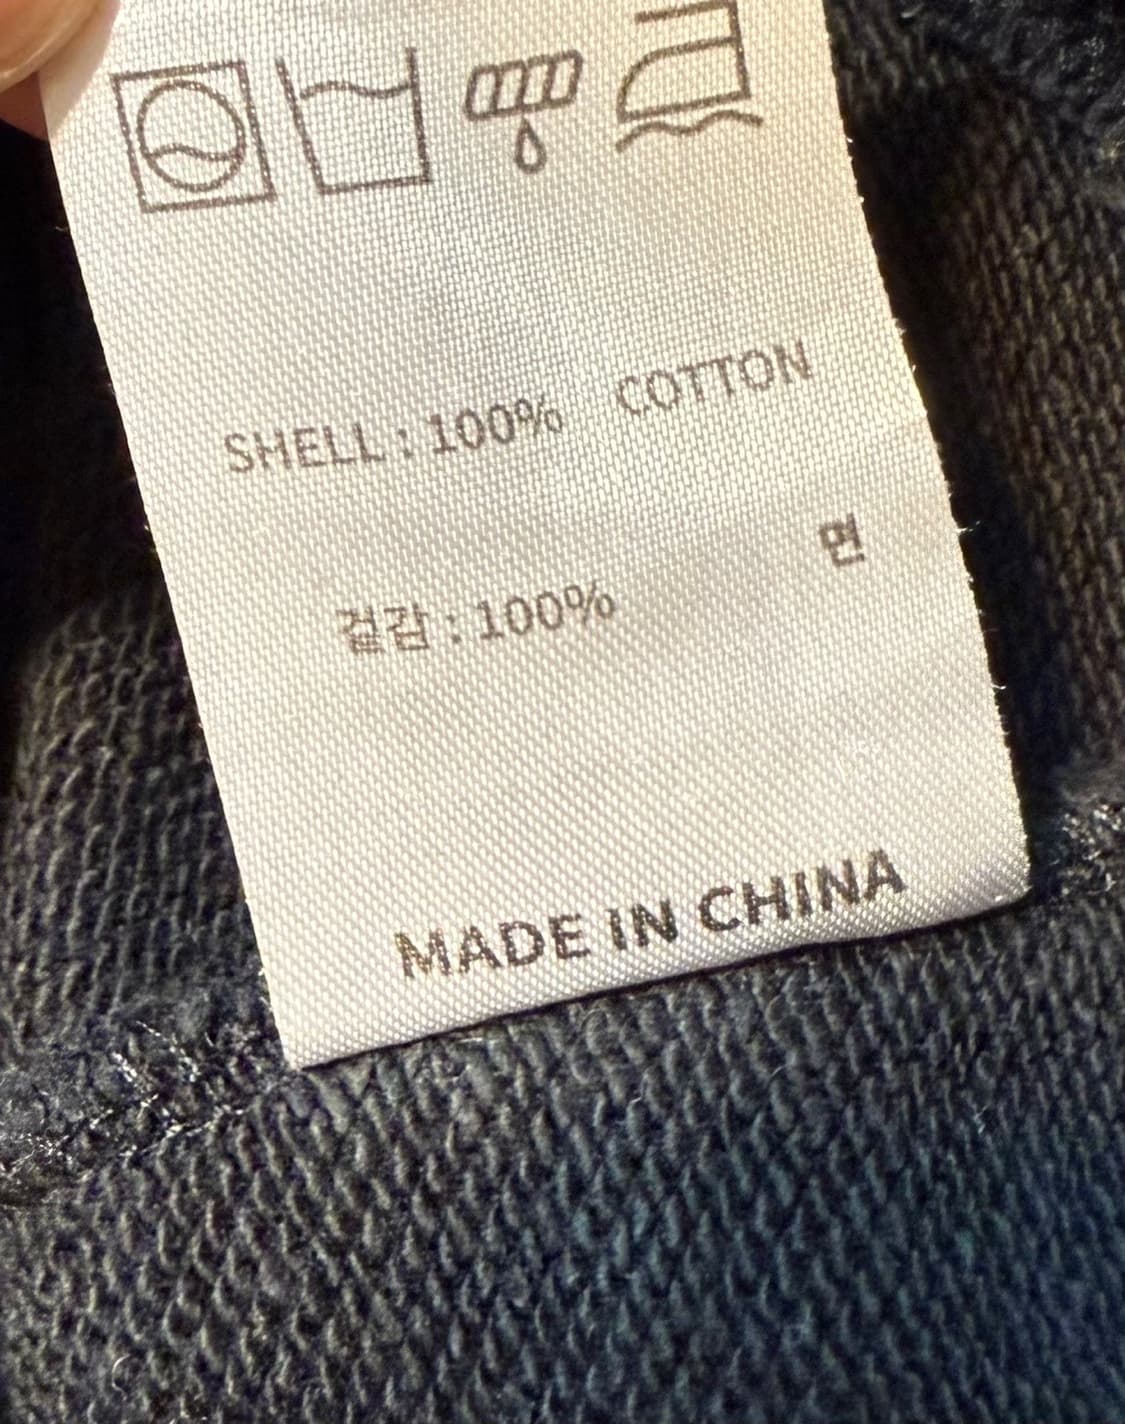 SHELL : 100% COTTON
면
겉감 : 100%
MADE IN CHINA